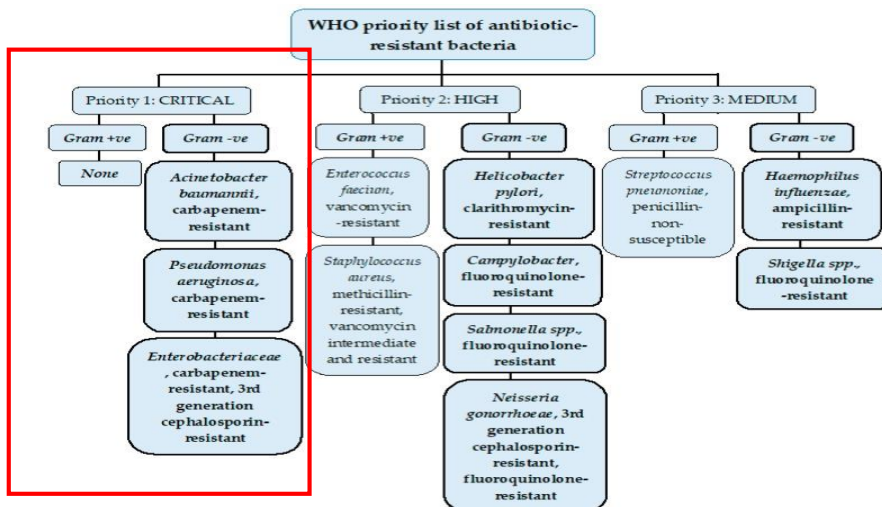 WHO priority list of antibiotic-
resistant bacteria
Priority 1: CRITICAL
Gram +ve
None
Gram -ve
Acinetobacter
baumannii,
carbapenem-
resistant
Pseudomonas
aeruginosa,
carbapenem-
resistant
Enterobacteriaceae
, carbapenem-
resistant, 3rd
generation
cephalosporin-
resistant
Priority 2: HIGH
Gram +ve
Enterococcus
faecium,
vancomycin
-resistant
Staphylococcus
aureus,
methicillin-
resistant,
vancomycin
intermediate
and resistant
Gram -ve
Helicobacter
pylori,
clarithromycin-
resistant
Campylobacter,
fluoroquinolone-
resistant
Salmonella spp.,
fluoroquinolone-
resistant
Neisseria
gonorrhoeae, 3rd
generation
cephalosporin-
resistant,
fluoroquinolone-
resistant
Priority 3: MEDIUM
Gram +ve
Streptococcus
pneumoniae,
penicillin-
non-
susceptible
Gram -ve
Haemophilus
influenzae,
ampicillin-
resistant
Shigella spp.,
fluoroquinolone
-resistant